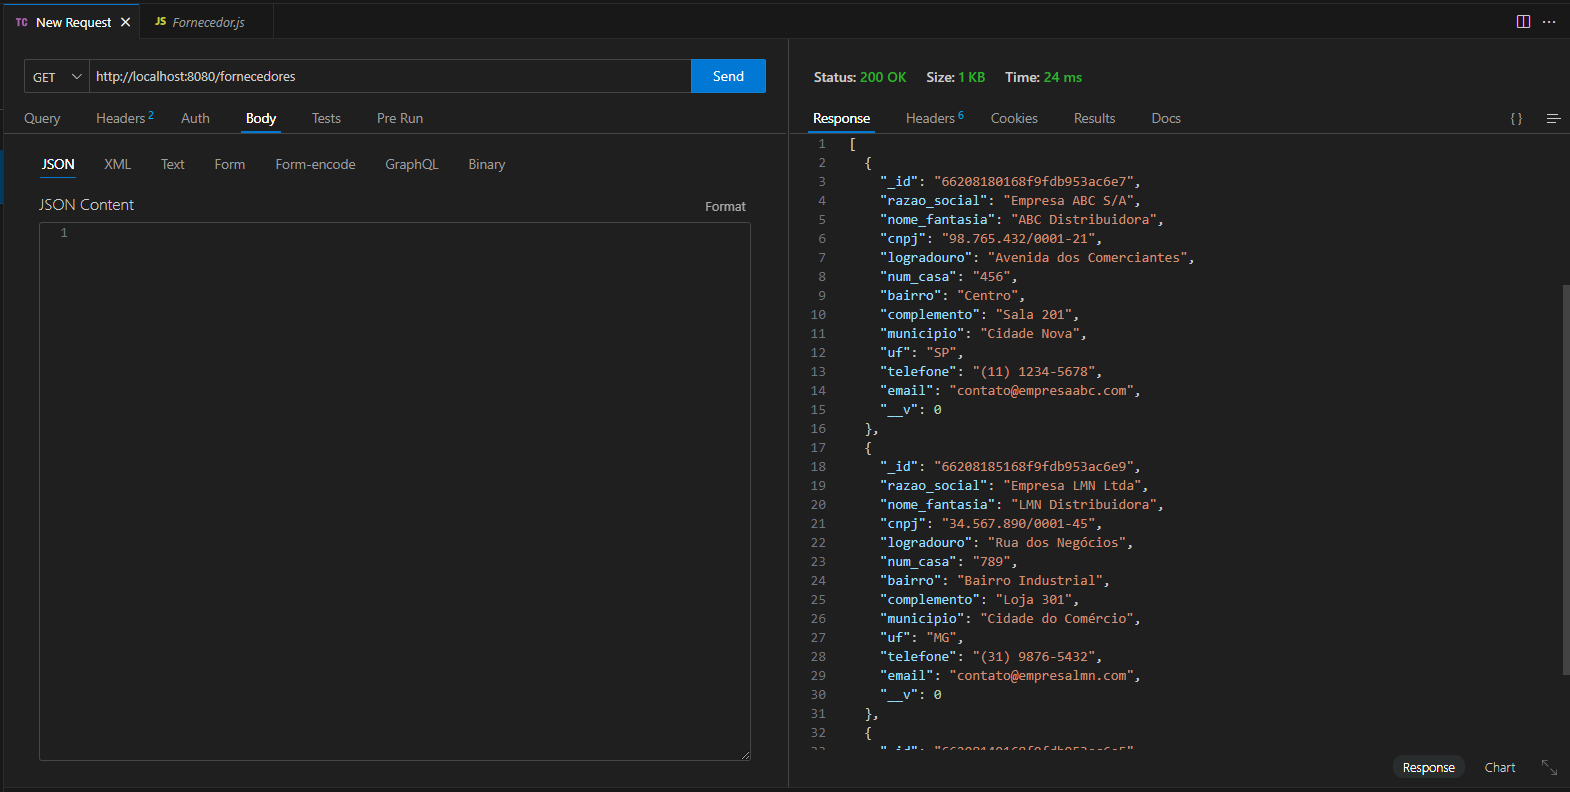 TC New Request
JS Fornecedor.js
GET http://localhost:8080/fornecedores Send
Query Headers 2 Auth Body Tests Pre Run
JSON XML Text Form Form-encode GraphQL Binary
JSON Content Format
1
Status: 200 OK Size: 1 KB Time: 24 ms
Response Headers 6 Cookies Results Docs { }
1 [
2 {
3 "_id": "66208180168f9fdb953ac6e7",
4 "razao_social": "Empresa ABC S/A",
5 "nome_fantasia": "ABC Distribuidora",
6 "cnpj": "98.765.432/0001-21",
7 "logradouro": "Avenida dos Comerciantes",
8 "num_casa": "456",
9 "bairro": "Centro",
10 "complemento": "Sala 201",
11 "municipio": "Cidade Nova",
12 "uf": "SP",
13 "telefone": "(11) 1234-5678",
14 "email": "contato@empresaabc.com",
15 "__v": 0
16 },
17 {
18 "_id": "66208185168f9fdb953ac6e9",
19 "razao_social": "Empresa LMN Ltda",
20 "nome_fantasia": "LMN Distribuidora",
21 "cnpj": "34.567.890/0001-45",
22 "logradouro": "Rua dos Negócios",
23 "num_casa": "789",
24 "bairro": "Bairro Industrial",
25 "complemento": "Loja 301",
26 "municipio": "Cidade do Comércio",
27 "uf": "MG",
28 "telefone": "(31) 9876-5432",
29 "email": "contato@empresalmn.com",
30 "__v": 0
31 },
32 {
Response Chart